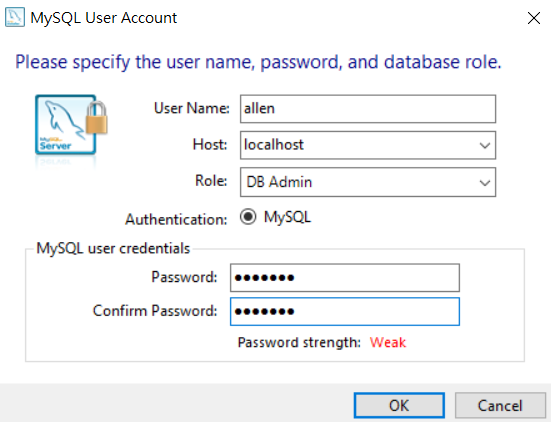 MySQL User Account
Please specify the user name, password, and database role.
User Name: allen
MySQL
Server
Host: localhost
Role: DB Admin
Authentication: MySQL
MySQL user credentials
Password: •••••••
Confirm Password: •••••••
Password strength: Weak
OK Cancel